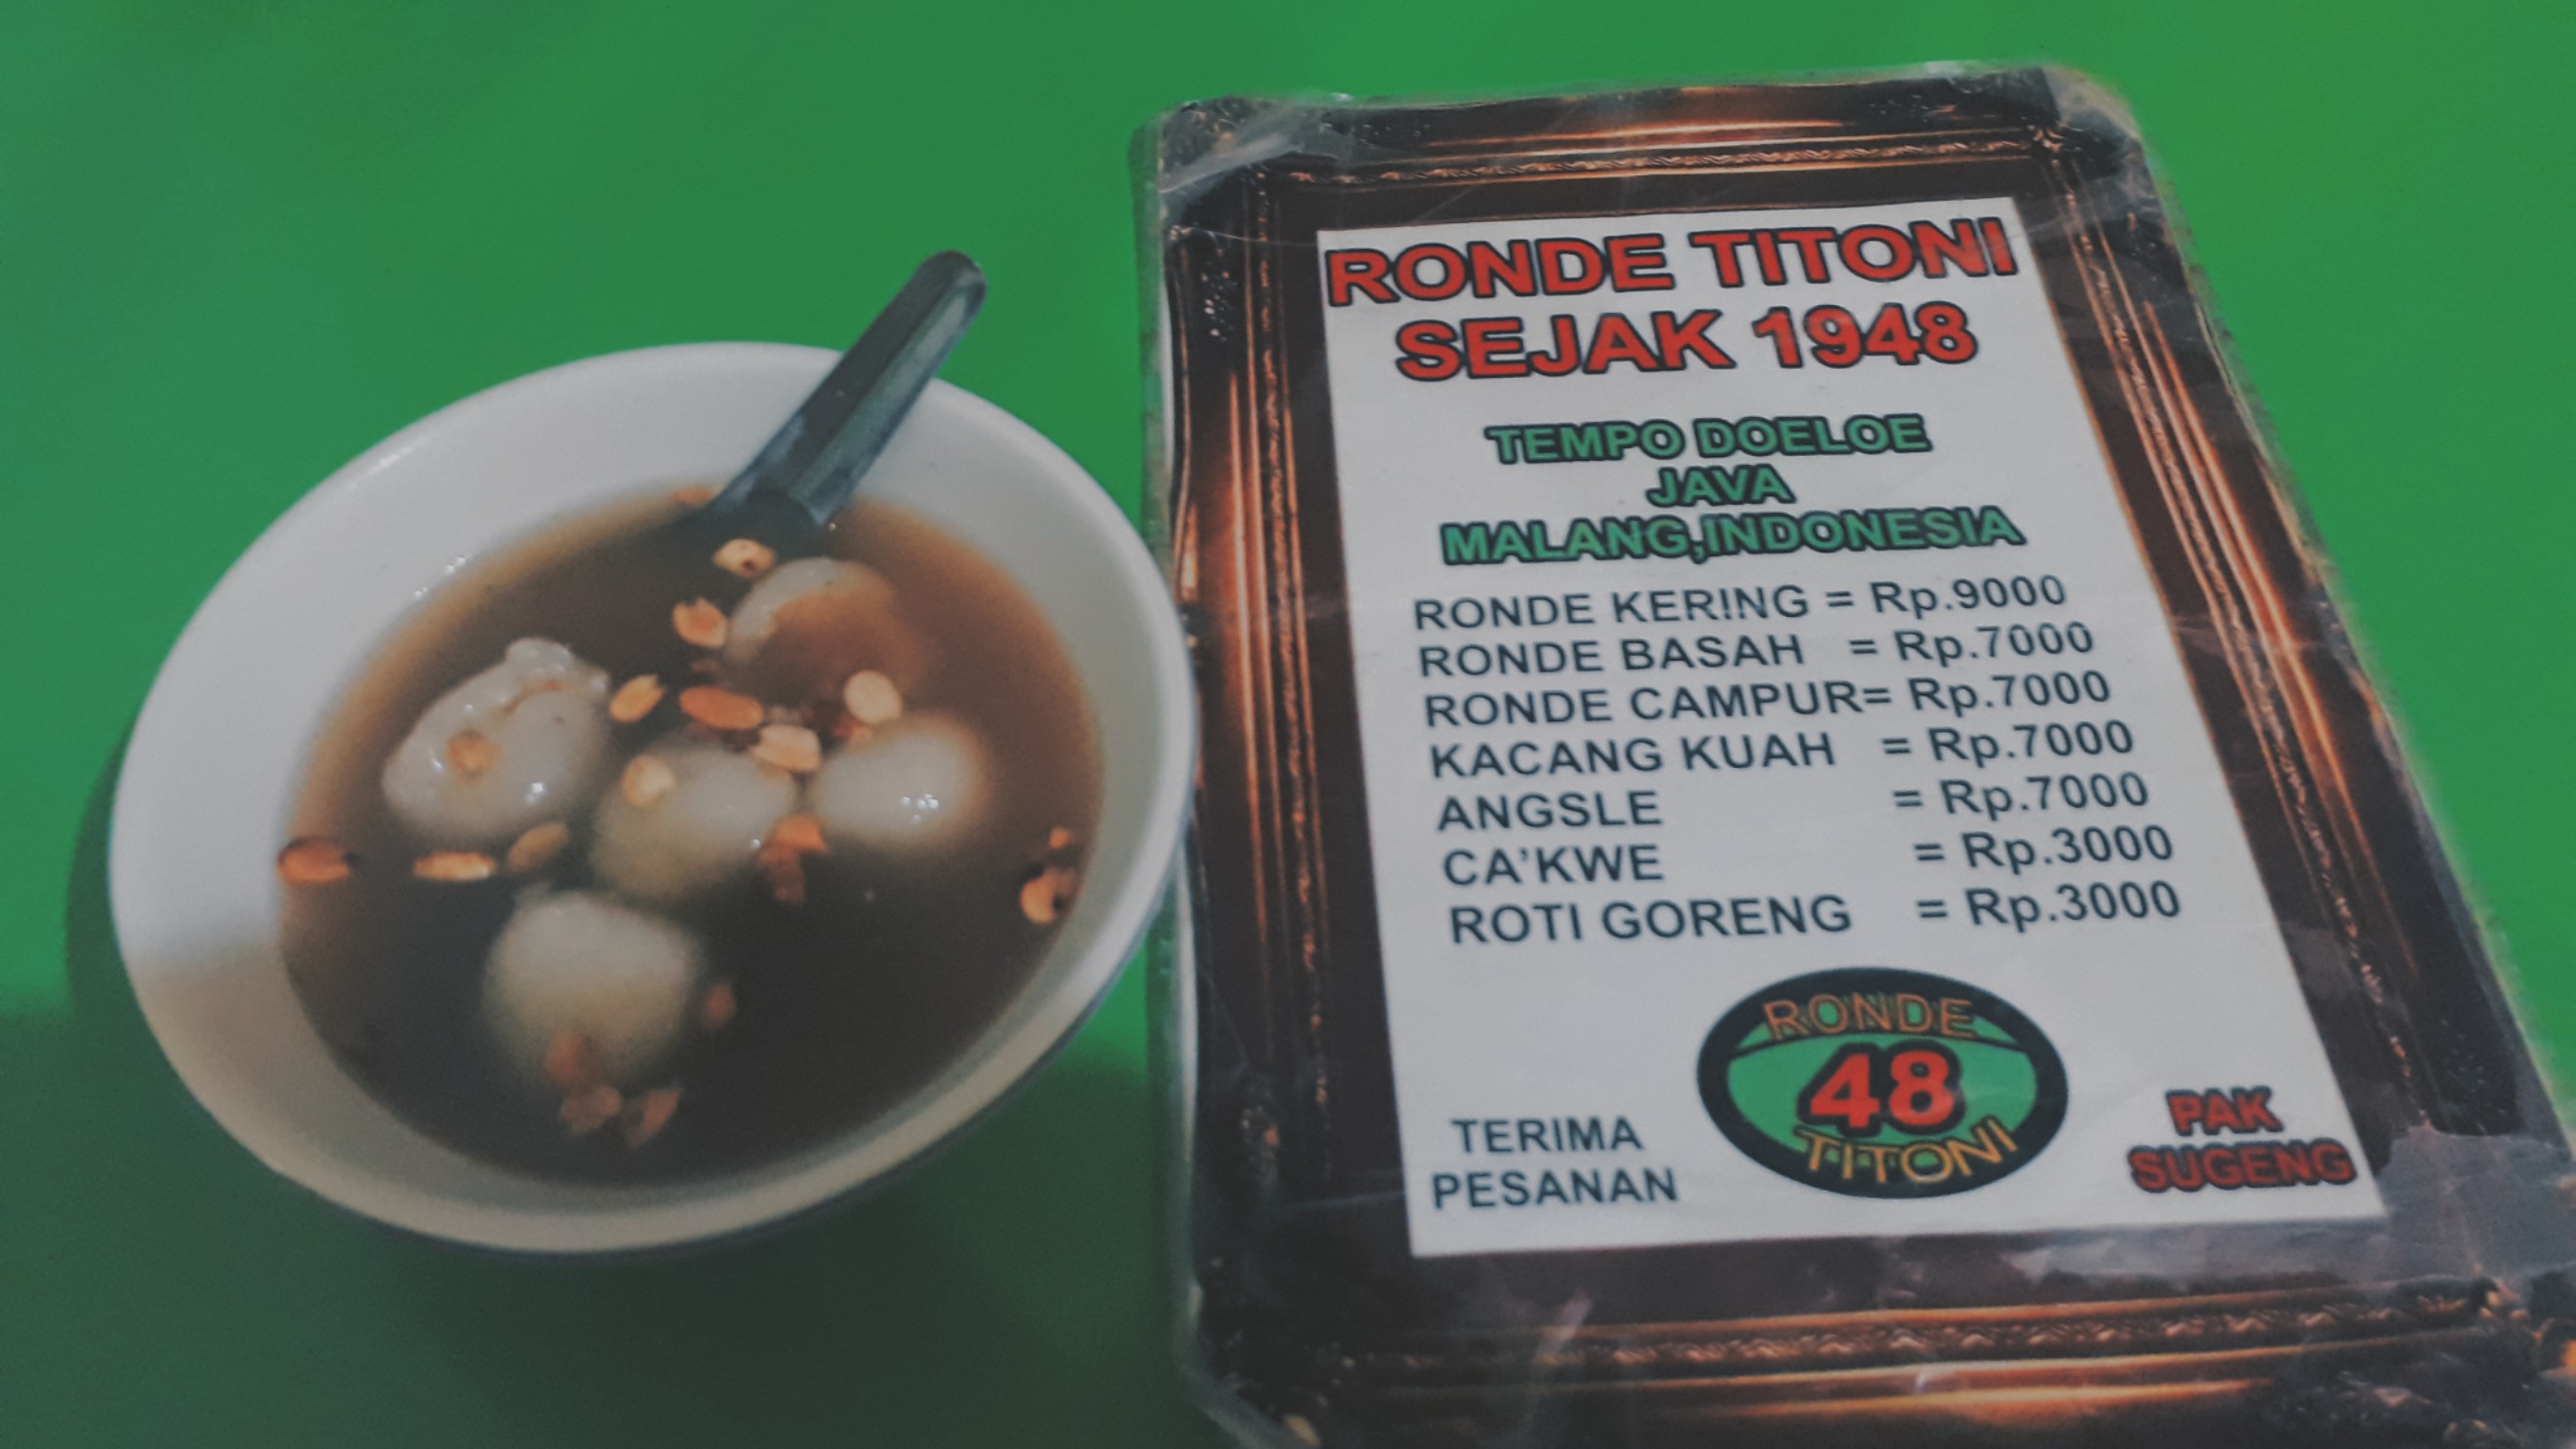 RONDE TITONI
SEJAK 1948
TEMPO DOELOE
JAVA
MALANG,INDONESIA
RONDE KER!NG = Rp.9000
RONDE BASAH = Rp.7000
RONDE CAMPUR= Rp.7000
KACANG KUAH = Rp.7000
ANGSLE = Rp.7000
CA'KWE = Rp.3000
ROTI GORENG = Rp.3000
TERIMA
PESANAN
RONDE
48
TITONI
PAK
SUGENG